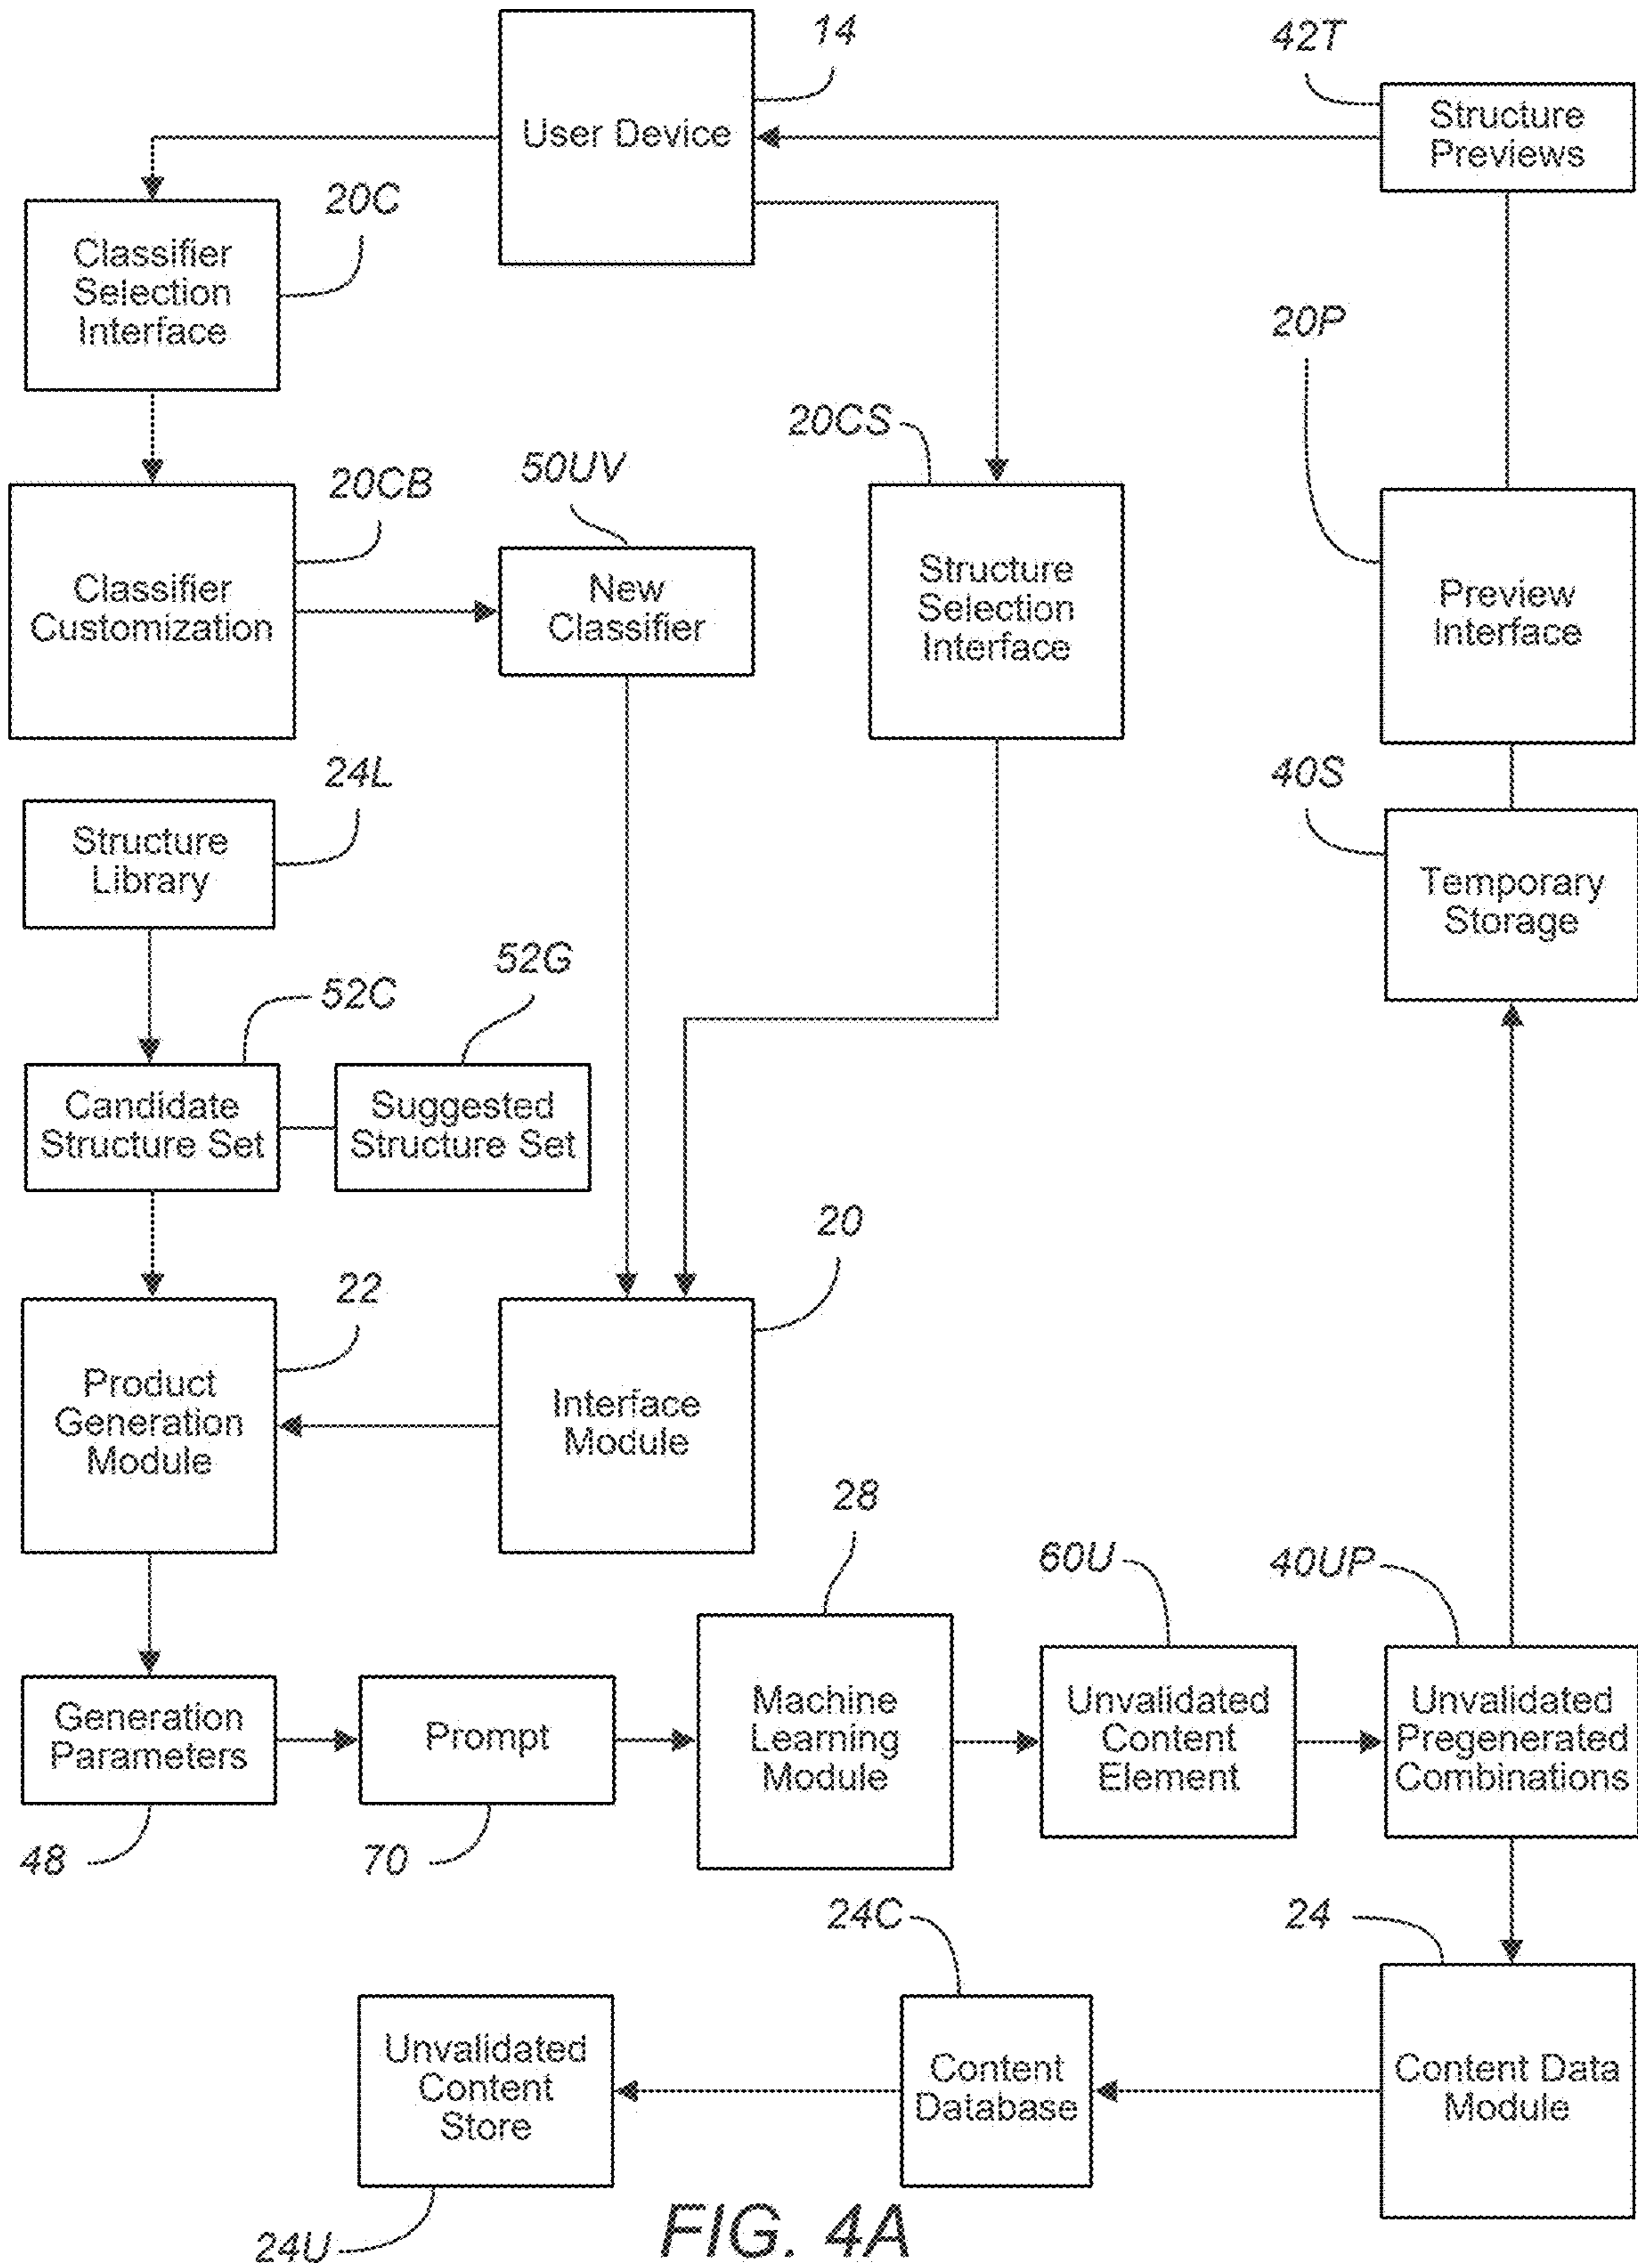 14
42T
User Device
Structure
Previews
20C
Classifier
Selection
Interface
20P
20CS
50UV
20CB
Classifier
Customization
New
Classifier
Structure
Selection
Interface
Preview
Interface
24L
40S
Structure
Library
Temporary
Storage
52G
52C
Candidate
Structure Set
Suggested
Structure Set
20
22
Product
Generation
Module
Interface
Module
28
60U
40UP
Generation
Parameters
Prompt
Machine
Learning
Module
Unvalidated
Content
Element
Unvalidated
Pregenerated
Combinations
48
70
24C
24
Unvalidated
Content
Store
Content
Database
Content Data
Module
24U
FIG. 4A